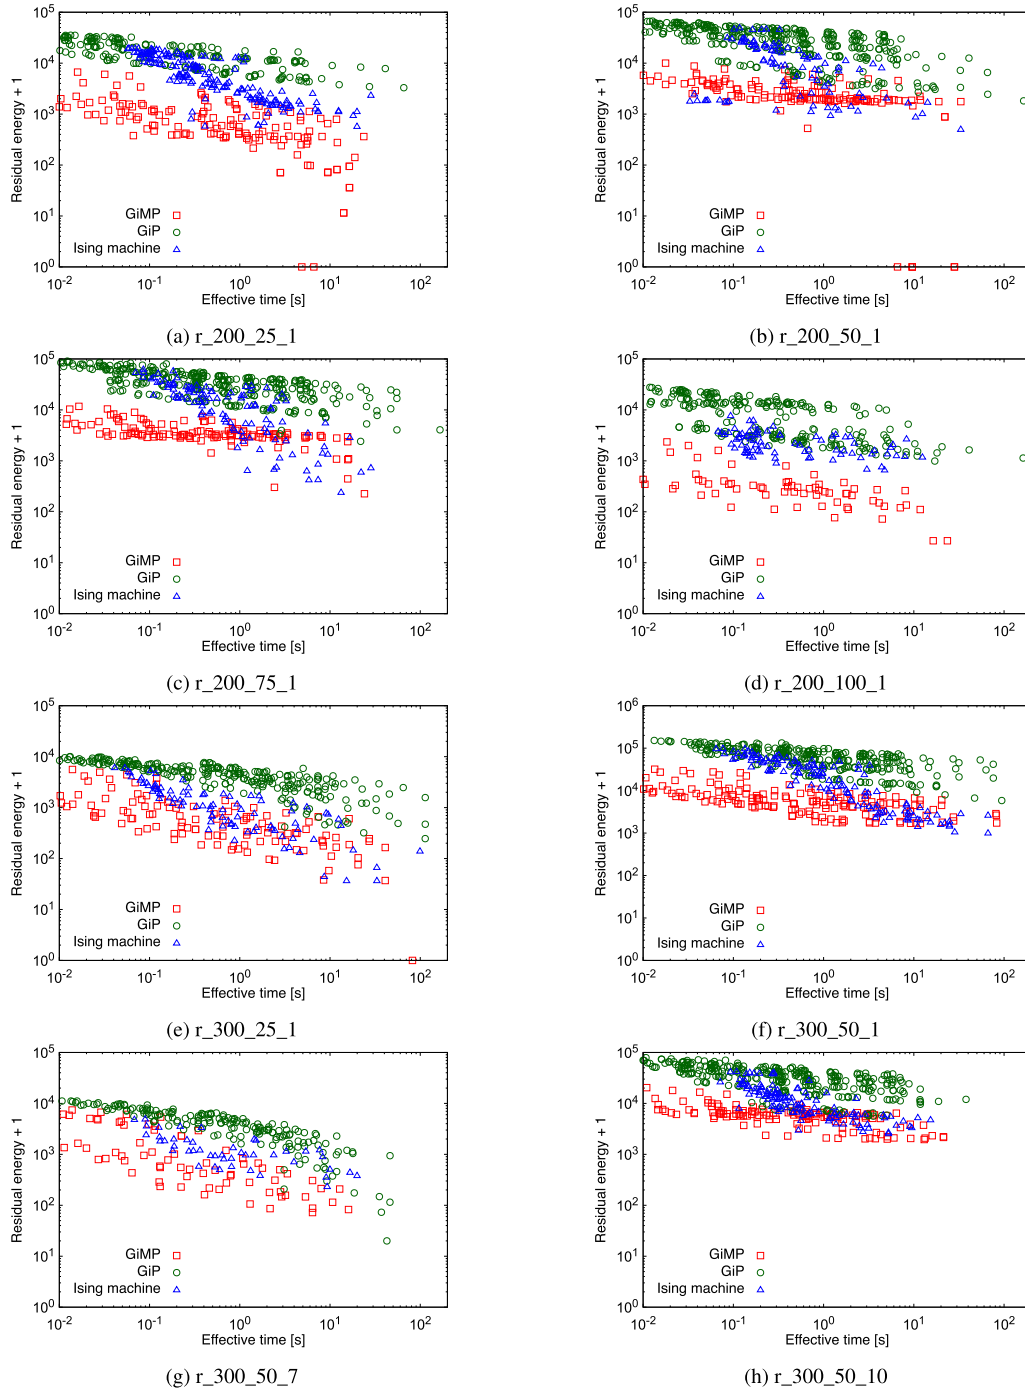 10^5
10^4
10^3
10^2
10^1
10^0
Residual energy + 1
GiMP
GiP
Ising machine
10^-2 10^-1 10^0 10^1 10^2
Effective time [s]
(a) r_200_25_1
10^5
10^4
10^3
10^2
10^1
10^0
Residual energy + 1
GiMP
GiP
Ising machine
10^-2 10^-1 10^0 10^1 10^2
Effective time [s]
(b) r_200_50_1
10^5
10^4
10^3
10^2
10^1
10^0
Residual energy + 1
GiMP
GiP
Ising machine
10^-2 10^-1 10^0 10^1 10^2
Effective time [s]
(c) r_200_75_1
10^5
10^4
10^3
10^2
10^1
10^0
Residual energy + 1
GiMP
GiP
Ising machine
10^-2 10^-1 10^0 10^1 10^2
Effective time [s]
(d) r_200_100_1
10^5
10^4
10^3
10^2
10^1
10^0
Residual energy + 1
GiMP
GiP
Ising machine
10^-2 10^-1 10^0 10^1 10^2
Effective time [s]
(e) r_300_25_1
10^6
10^5
10^4
10^3
10^2
10^1
10^0
Residual energy + 1
GiMP
GiP
Ising machine
10^-2 10^-1 10^0 10^1 10^2
Effective time [s]
(f) r_300_50_1
10^5
10^4
10^3
10^2
10^1
10^0
Residual energy + 1
GiMP
GiP
Ising machine
10^-2 10^-1 10^0 10^1 10^2
Effective time [s]
(g) r_300_50_7
10^5
10^4
10^3
10^2
10^1
10^0
Residual energy + 1
GiMP
GiP
Ising machine
10^-2 10^-1 10^0 10^1 10^2
Effective time [s]
(h) r_300_50_10